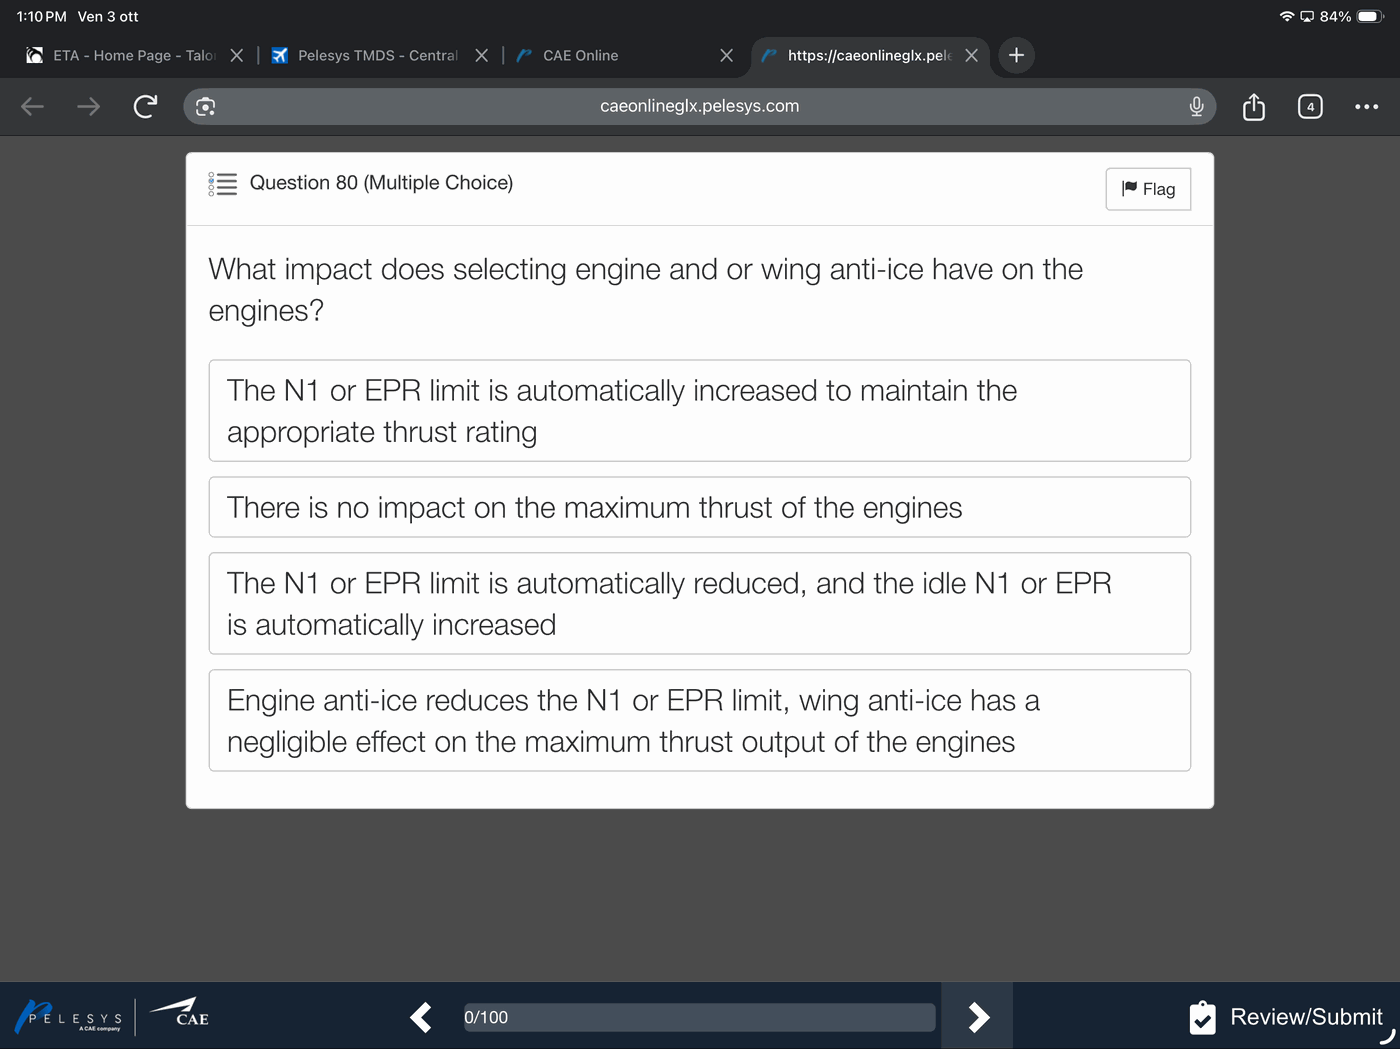 1:10 PM Ven 3 ott
84%
ETA - Home Page - Talo
Pelesys TMDS - Central
CAE Online
https://caeonlineglx.pele
caeonlineglx.pelesys.com
4
Question 80 (Multiple Choice)
Flag
What impact does selecting engine and or wing anti-ice have on the
engines?
The N1 or EPR limit is automatically increased to maintain the
appropriate thrust rating
There is no impact on the maximum thrust of the engines
The N1 or EPR limit is automatically reduced, and the idle N1 or EPR
is automatically increased
Engine anti-ice reduces the N1 or EPR limit, wing anti-ice has a
negligible effect on the maximum thrust output of the engines
PELESYS
A CAE company
CAE
0/100
Review/Submit